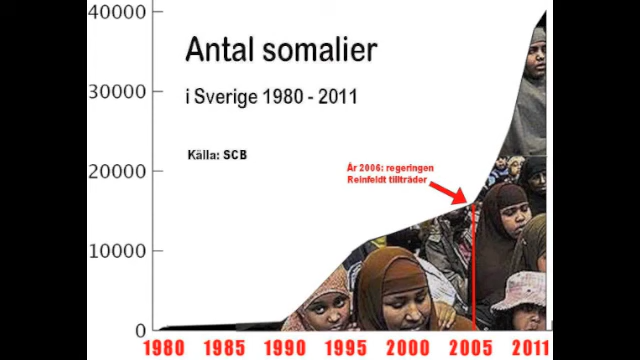 Antal somalier
i Sverige 1980 - 2011
Källa: SCB
År 2006: regeringen
Reinfeldt tillträder
40000
30000
20000
10000
0
1980 1985 1990 1995 2000 2005 2011